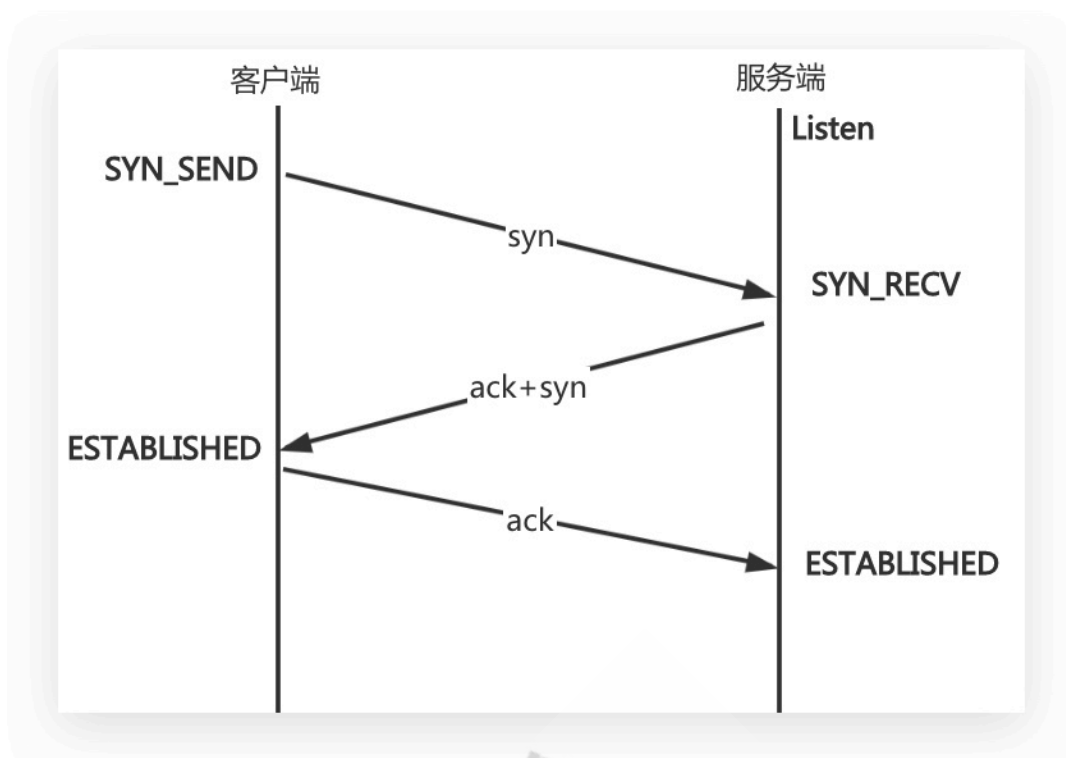 客户端
服务端
Listen
SYN_SEND
syn
SYN_RECV
ack+syn
ESTABLISHED
ack
ESTABLISHED